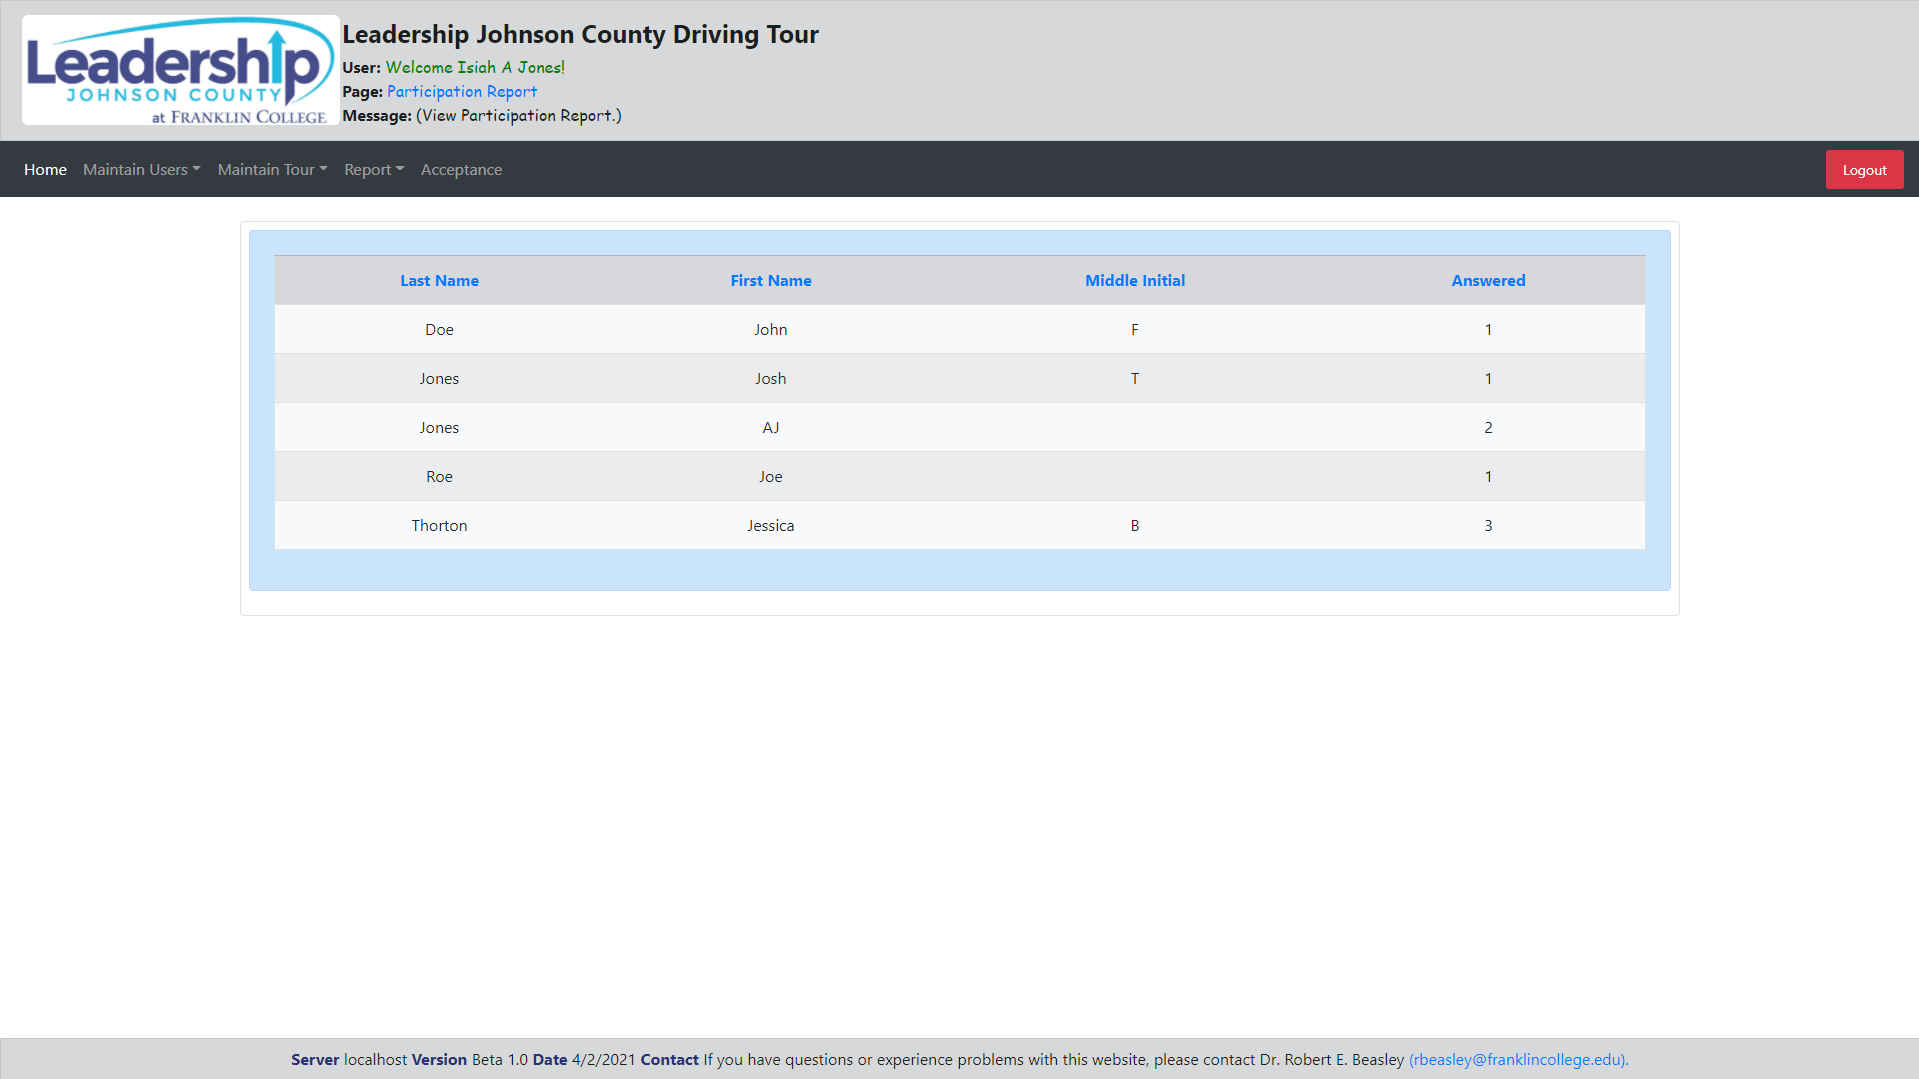 Leadership
JOHNSON COUNTY
at FRANKLIN COLLEGE
Leadership Johnson County Driving Tour
User: Welcome Isiah A Jones!
Page: Participation Report
Message: (View Participation Report.)
Home Maintain Users Maintain Tour Report Acceptance Logout
Last Name First Name Middle Initial Answered
Doe John F 1
Jones Josh T 1
Jones AJ 2
Roe Joe 1
Thorton Jessica B 3
Server localhost Version Beta 1.0 Date 4/2/2021 Contact If you have questions or experience problems with this website, please contact Dr. Robert E. Beasley (rbeasley@franklincollege.edu).